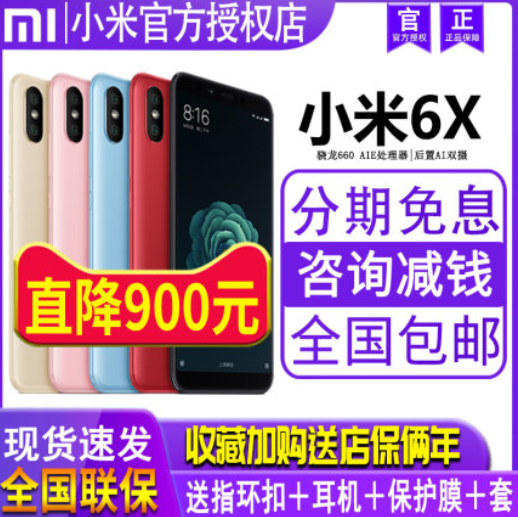 小米官方授权店
官 正
官方授权 正品保障
8:16
小米6X
骁龙660 AIE处理器|后置AI双摄
分期免息
咨询减钱
全国包邮
直降900元
现货速发
全国联保
收藏加购送店保俩年
送指环扣＋耳机＋保护膜＋套